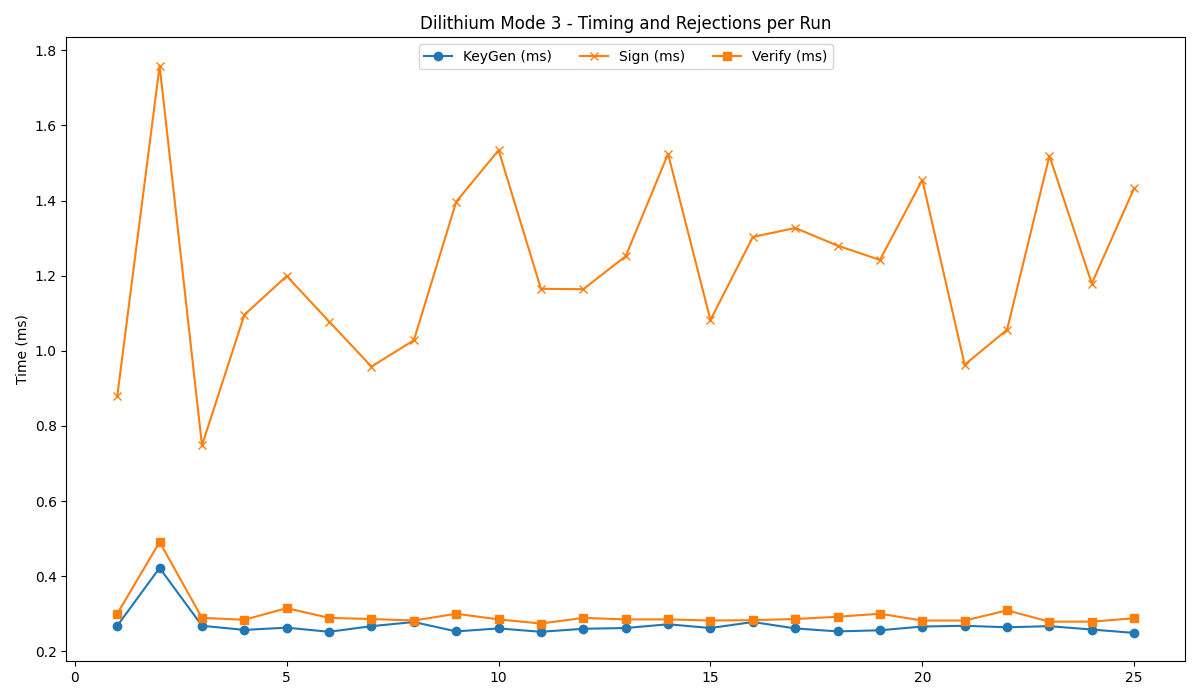 Dilithium Mode 3 - Timing and Rejections per Run
KeyGen (ms) Sign (ms) Verify (ms)
Time (ms)
1.8
1.6
1.4
1.2
1.0
0.8
0.6
0.4
0.2
0 5 10 15 20 25